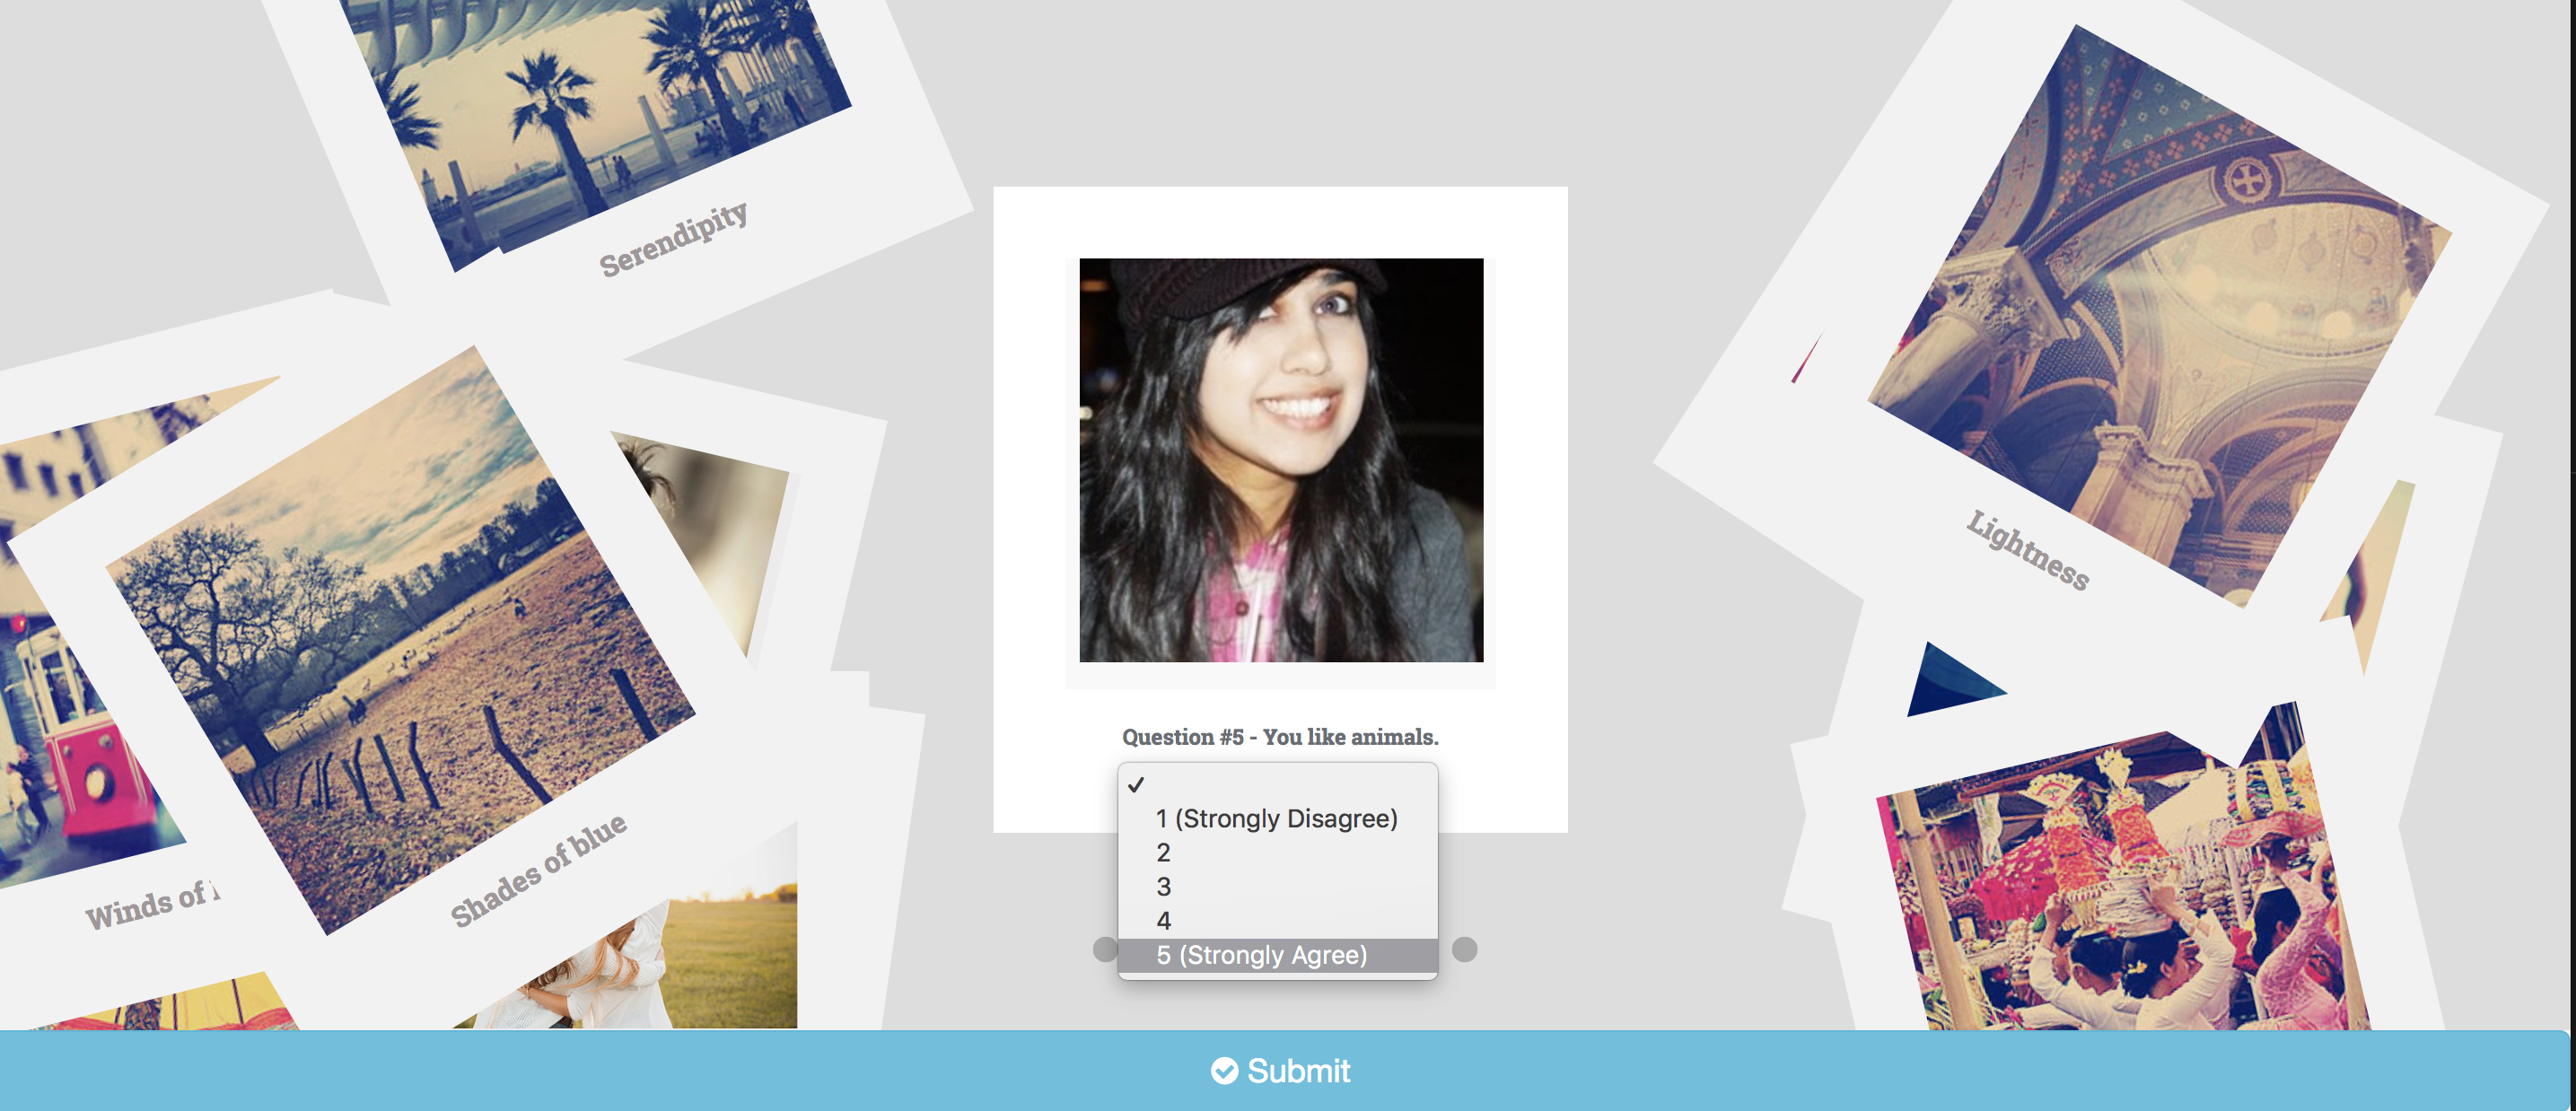 Serendipity
Lightness
Question #5 - You like animals.
1 (Strongly Disagree)
2
3
4
5 (Strongly Agree)
Shades of blue
Winds of
Submit